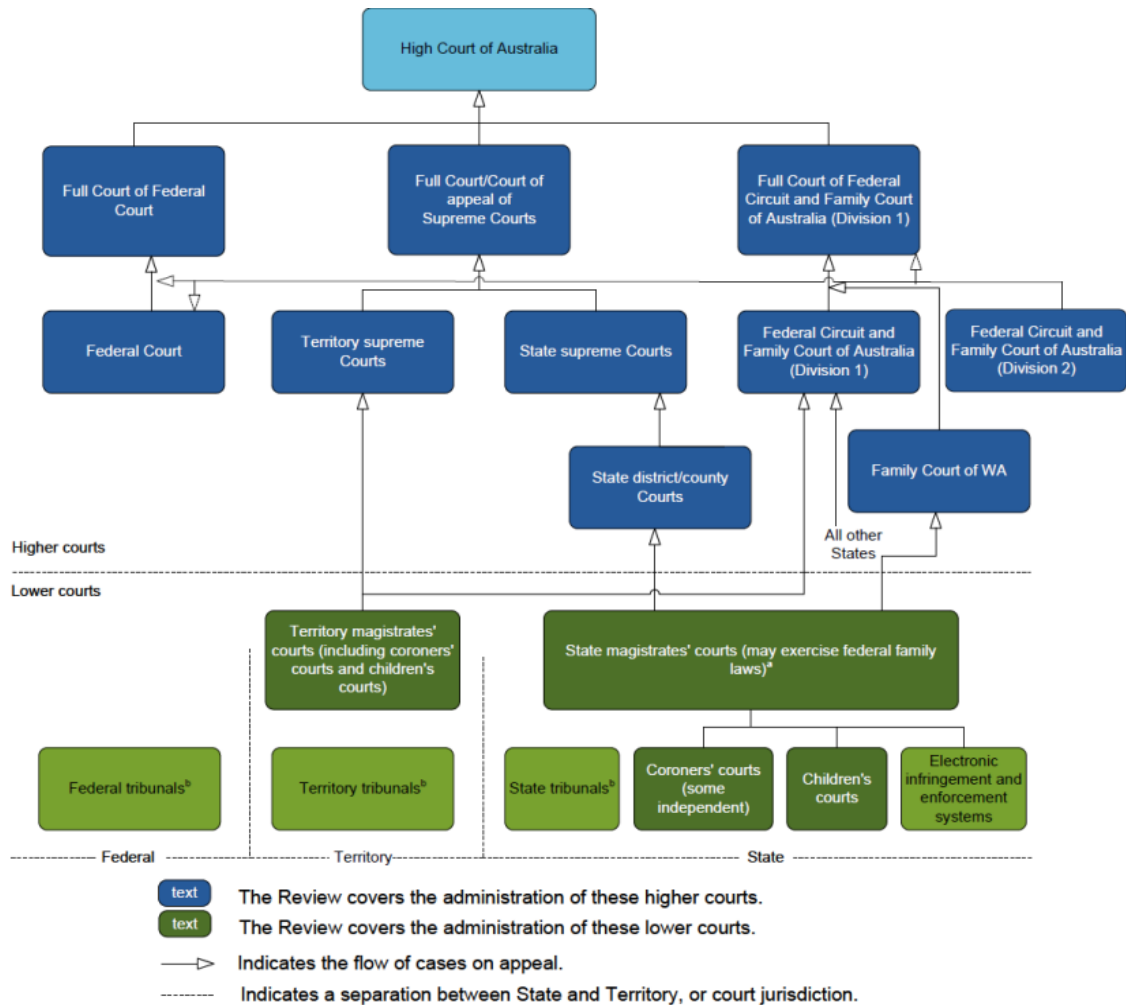 High Court of Australia
Full Court of Federal
Court
Full Court/Court of
appeal of
Supreme Courts
Full Court of Federal
Circuit and Family Court
of Australia (Division 1)
Federal Court
Territory supreme
Courts
State supreme Courts
Federal Circuit and
Family Court of Australia
(Division 1)
Federal Circuit and
Family Court of Australia
(Division 2)
State district/county
Courts
Family Court of WA
All other
States
Higher courts
Lower courts
Territory magistrates'
courts (including coroners'
courts and children's
courts)
State magistrates' courts (may exercise federal family
laws)ᵃ
Federal tribunalsᵇ
Territory tribunalsᵇ
State tribunalsᵇ
Coroners' courts
(some
independent)
Children's
courts
Electronic
infringement and
enforcement
systems
Federal
Territory
State
text The Review covers the administration of these higher courts.
text The Review covers the administration of these lower courts.
Indicates the flow of cases on appeal.
Indicates a separation between State and Territory, or court jurisdiction.